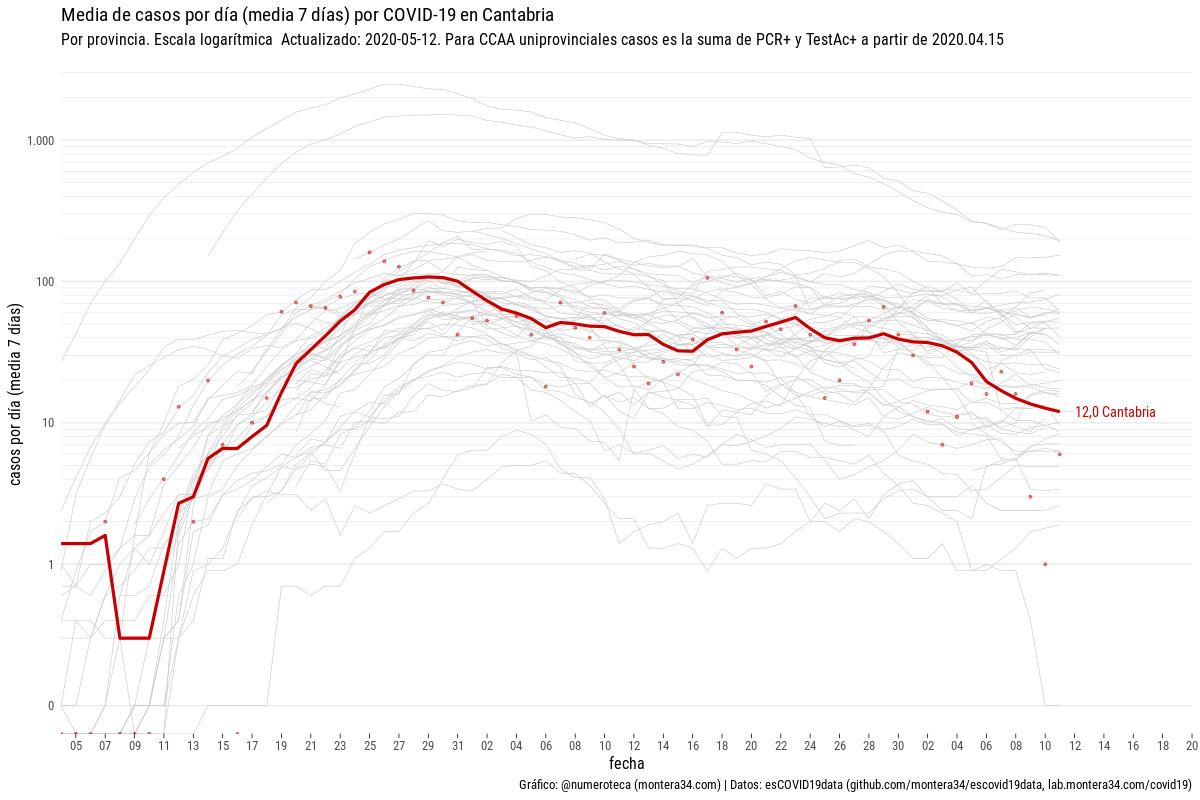 Media de casos por día (media 7 días) por COVID-19 en Cantabria
Por provincia. Escala logarítmica  Actualizado: 2020-05-12. Para CCAA uniprovinciales casos es la suma de PCR+ y TestAc+ a partir de 2020.04.15
casos por día (media 7 días)
1.000
100
10
1
0
12,0 Cantabria
05 07 09 11 13 15 17 19 21 23 25 27 29 31 02 04 06 08 10 12 14 16 18 20 22 24 26 28 30 02 04 06 08 10 12 14 16 18 20
fecha
Gráfico: @numeroteca (montera34.com) | Datos: esCOVID19data (github.com/montera34/escovid19data, lab.montera34.com/covid19)